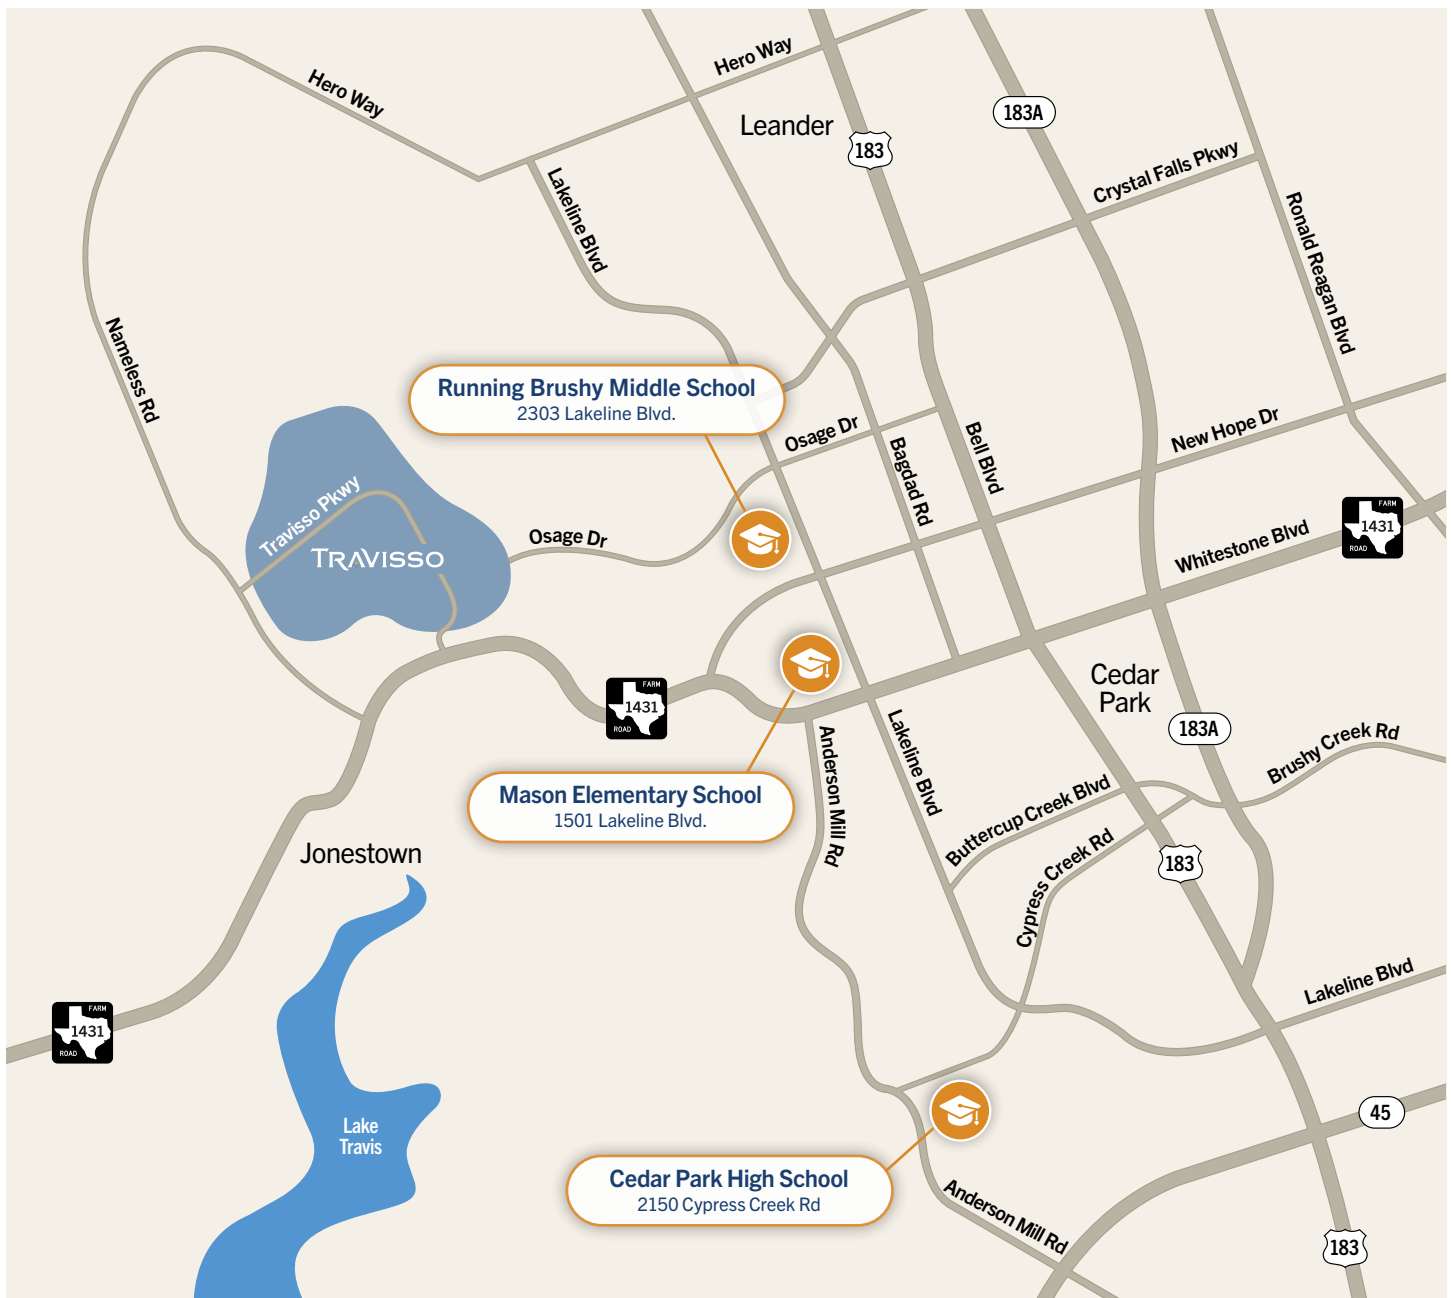 Hero Way
Hero Way
Leander
183A
183
Crystal Falls Pkwy
Lakeline Blvd
Ronald Reagan Blvd
Nameless Rd
Running Brushy Middle School
2303 Lakeline Blvd.
Osage Dr
New Hope Dr
Bell Blvd
Bagdad Rd
Travisso Pkwy
TRAVISSO
Osage Dr
FARM
1431
ROAD
Whitestone Blvd
FARM
1431
ROAD
Cedar
Park
183A
Lakeline Blvd
Anderson Mill Rd
Brushy Creek Rd
Mason Elementary School
1501 Lakeline Blvd.
Buttercup Creek Blvd
Jonestown
Cypress Creek Rd
183
Lakeline Blvd
FARM
1431
ROAD
Lake
Travis
45
Cedar Park High School
2150 Cypress Creek Rd
Anderson Mill Rd
183